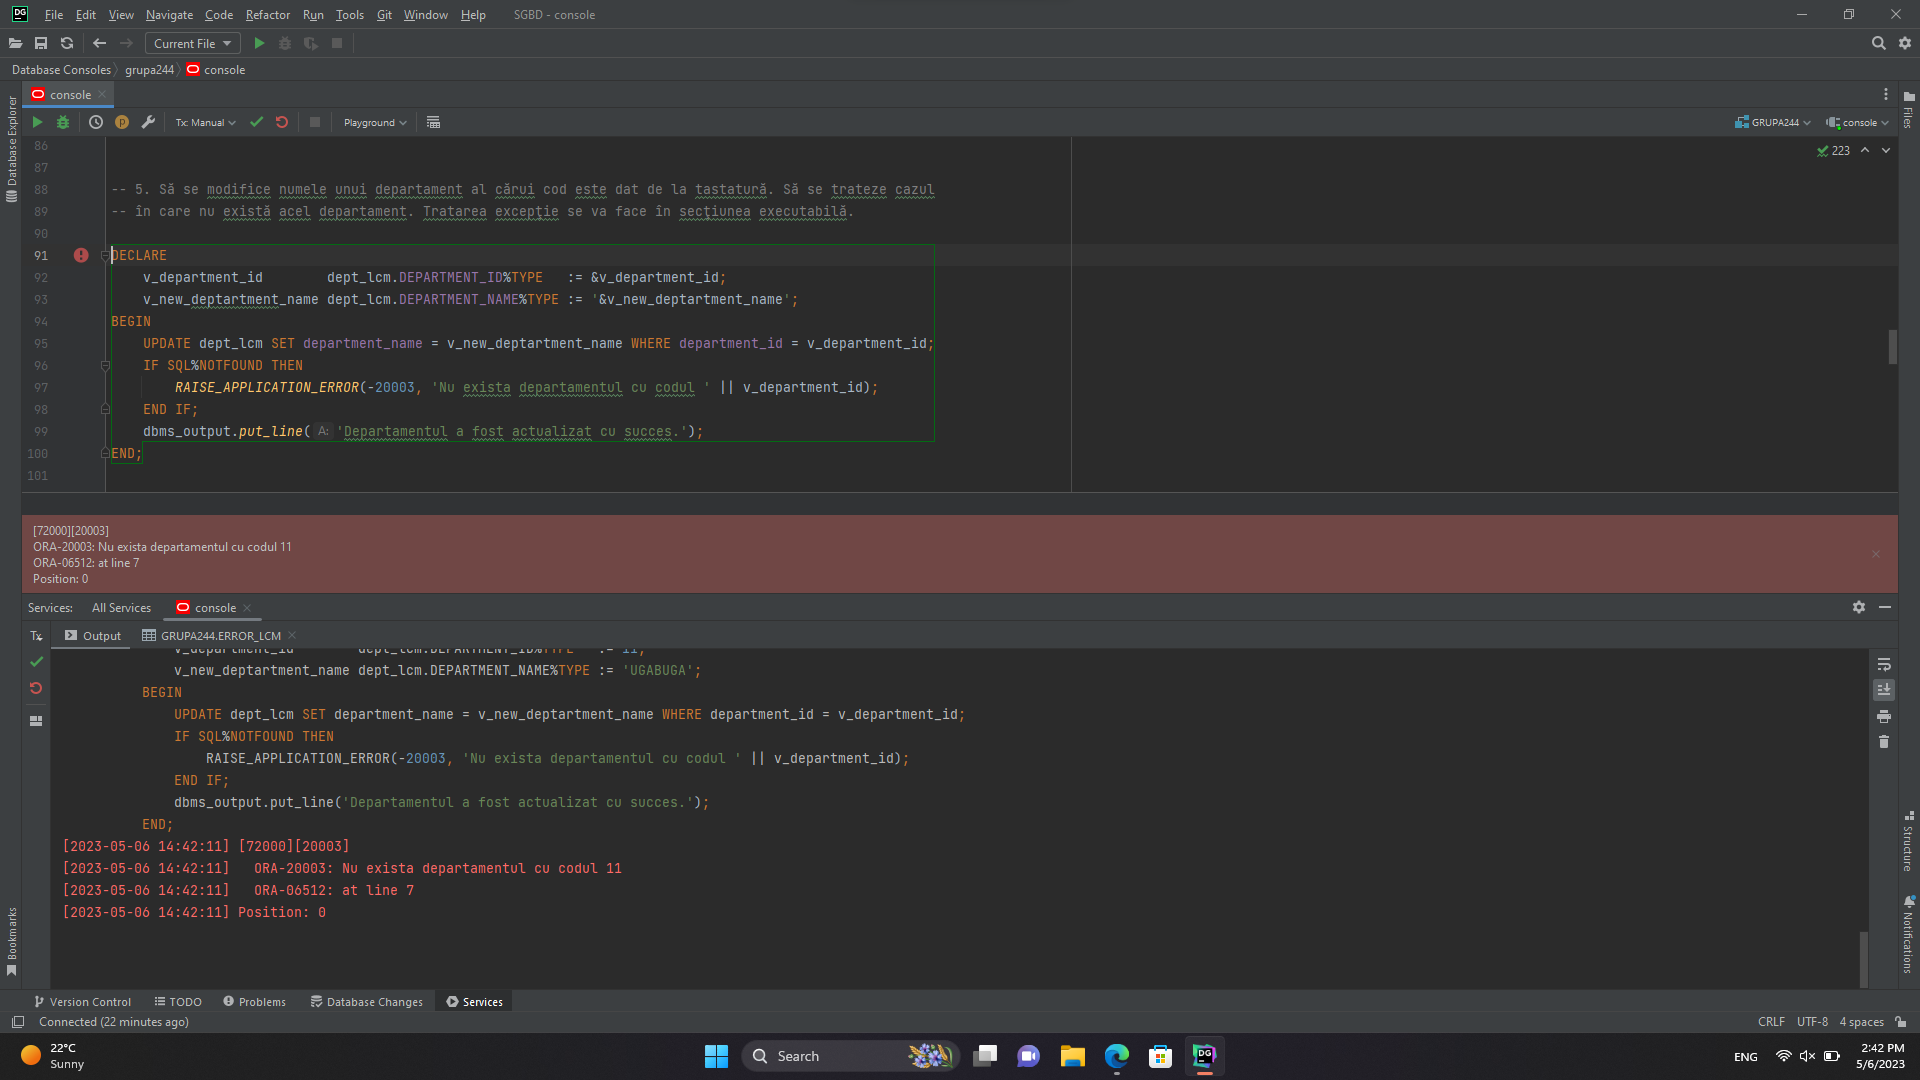 DG File Edit View Navigate Code Refactor Run Tools Git Window Help SGBD - console
Current File
Database Consoles grupa244 console
console
Tx: Manual Playground GRUPA244 console
Database Explorer
Files
223
86
87
88 -- 5. Să se modifice numele unui departament al cărui cod este dat de la tastatură. Să se trateze cazul
89 -- în care nu există acel departament. Tratarea excepţie se va face în secţiunea executabilă.
90
91 DECLARE
92 v_department_id dept_lcm.DEPARTMENT_ID%TYPE := &v_department_id;
93 v_new_deptartment_name dept_lcm.DEPARTMENT_NAME%TYPE := '&v_new_deptartment_name';
94 BEGIN
95 UPDATE dept_lcm SET department_name = v_new_deptartment_name WHERE department_id = v_department_id;
96 IF SQL%NOTFOUND THEN
97 RAISE_APPLICATION_ERROR(-20003, 'Nu exista departamentul cu codul ' || v_department_id);
98 END IF;
99 dbms_output.put_line( A: 'Departamentul a fost actualizat cu succes.');
100 END;
101
[72000][20003]
ORA-20003: Nu exista departamentul cu codul 11
ORA-06512: at line 7
Position: 0
Services: All Services console
Tx Output GRUPA244.ERROR_LCM
v_department_id dept_lcm.DEPARTMENT_ID%TYPE := 11;
v_new_deptartment_name dept_lcm.DEPARTMENT_NAME%TYPE := 'UGABUGA';
BEGIN
UPDATE dept_lcm SET department_name = v_new_deptartment_name WHERE department_id = v_department_id;
IF SQL%NOTFOUND THEN
RAISE_APPLICATION_ERROR(-20003, 'Nu exista departamentul cu codul ' || v_department_id);
END IF;
dbms_output.put_line('Departamentul a fost actualizat cu succes.');
END;
[2023-05-06 14:42:11] [72000][20003]
[2023-05-06 14:42:11] ORA-20003: Nu exista departamentul cu codul 11
[2023-05-06 14:42:11] ORA-06512: at line 7
[2023-05-06 14:42:11] Position: 0
Structure
Bookmarks
Notifications
Version Control TODO Problems Database Changes Services
Connected (22 minutes ago) CRLF UTF-8 4 spaces
22°C
Sunny
Search
DG
ENG
2:42 PM
5/6/2023